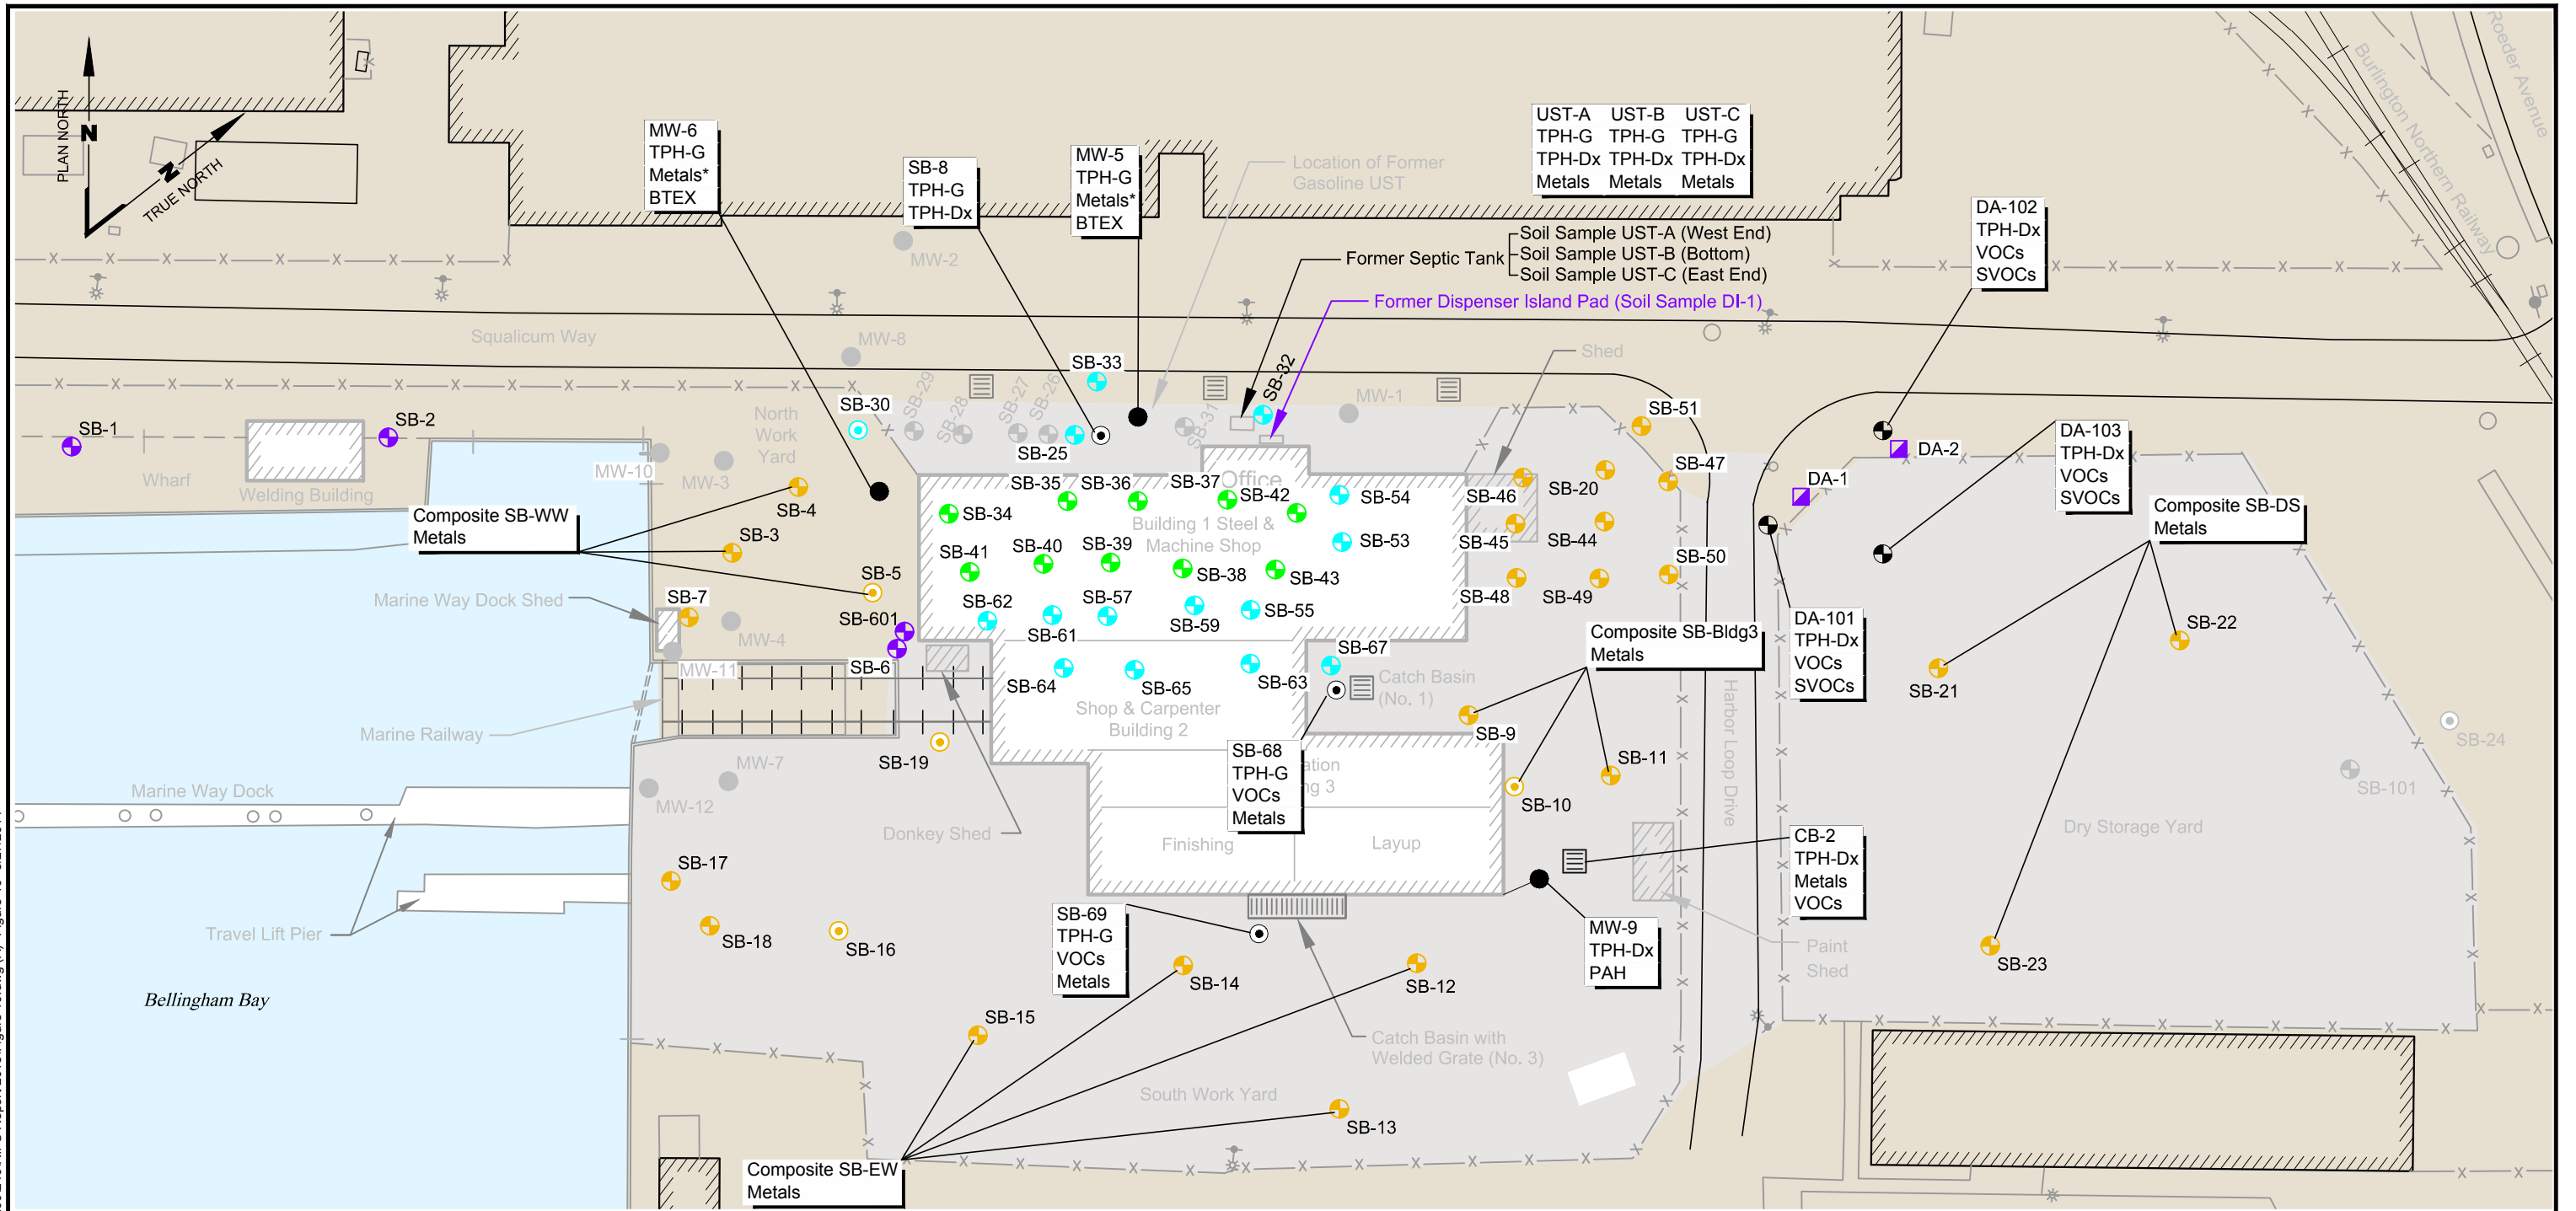 PLAN NORTH
N
N
TRUE NORTH
MW-6
TPH-G
Metals*
BTEX
SB-8
TPH-G
TPH-Dx
MW-5
TPH-G
Metals*
BTEX
Location of Former
Gasoline UST
UST-A UST-B UST-C
TPH-G TPH-G TPH-G
TPH-Dx TPH-Dx TPH-Dx
Metals Metals Metals
Former Septic Tank
Soil Sample UST-A (West End)
Soil Sample UST-B (Bottom)
Soil Sample UST-C (East End)
Former Dispenser Island Pad (Soil Sample DI-1)
DA-102
TPH-Dx
VOCs
SVOCs
Burlington Northern Railway
Roeder Avenue
MW-2
Squalicum Way
MW-8
SB-33
SB-32
Shed
MW-1
SB-30
SB-29
SB-28
SB-27
SB-26
SB-25
SB-31
SB-51
SB-1
SB-2
Wharf
Welding Building
North
Work
Yard
MW-10
MW-3
SB-4
SB-3
Composite SB-WW
Metals
Office
SB-35
SB-36
SB-37
SB-42
SB-54
SB-34
Building 1 Steel &
Machine Shop
SB-53
SB-46
SB-20
SB-47
SB-45
SB-44
SB-50
SB-48
SB-49
DA-2
DA-1
DA-103
TPH-Dx
VOCs
SVOCs
Composite SB-DS
Metals
SB-41
SB-40
SB-39
SB-38
SB-43
SB-5
SB-7
SB-601
MW-4
Marine Way Dock Shed
SB-62
SB-61
SB-57
SB-59
SB-55
SB-6
MW-11
SB-64
SB-65
SB-63
SB-67
Composite SB-Bldg3
Metals
DA-101
TPH-Dx
VOCs
SVOCs
SB-21
SB-22
Catch Basin
(No. 1)
Shop & Carpenter
Building 2
Marine Railway
SB-19
SB-9
SB-10
SB-11
Harbor Loop Drive
SB-24
SB-101
MW-7
MW-12
Marine Way Dock
Donkey Shed
SB-68
TPH-G
VOCs
Metals
ation
ng 3
Finishing
Layup
Dry Storage Yard
CB-2
TPH-Dx
Metals
VOCs
SB-17
SB-18
SB-16
Travel Lift Pier
SB-69
TPH-G
VOCs
Metals
MW-9
TPH-Dx
PAH
Paint
Shed
SB-23
SB-14
SB-12
Bellingham Bay
SB-15
Catch Basin with
Welded Grate (No. 3)
South Work Yard
SB-13
Composite SB-EW
Metals